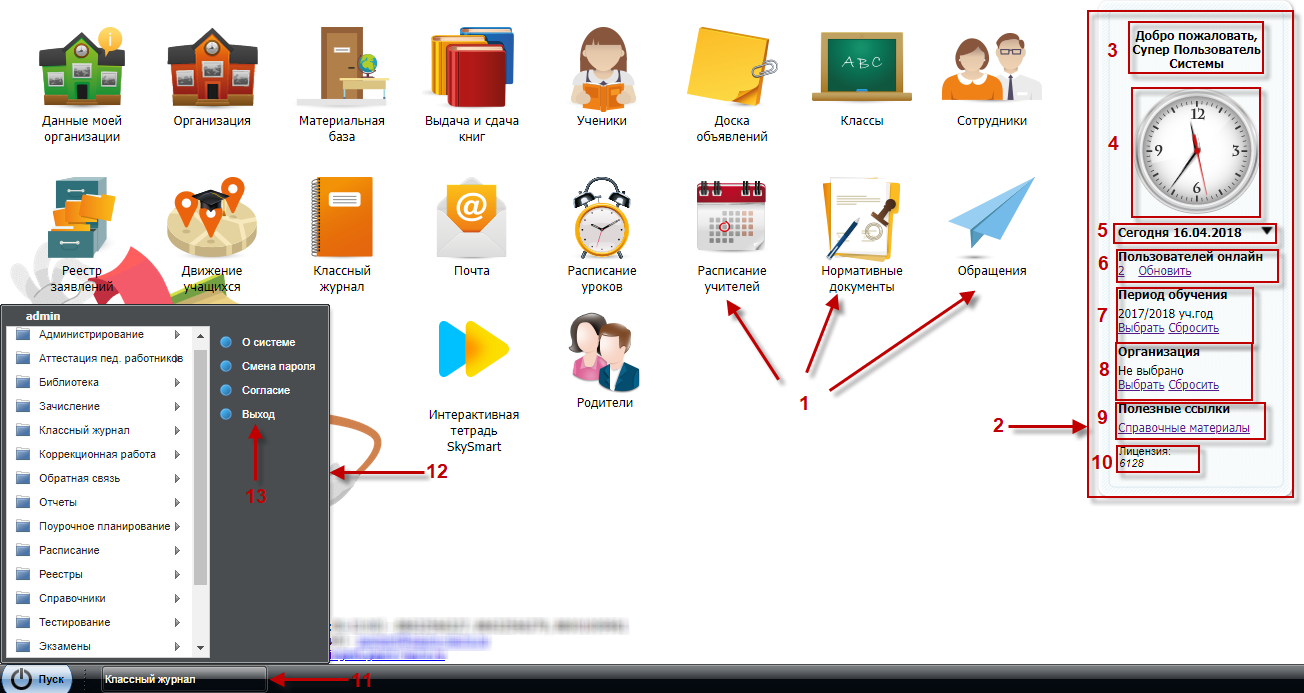 Данные моей
организации
Организация
Материальная
база
Выдача и сдача
книг
Ученики
Доска
объявлений
ABC
Классы
Сотрудники
Реестр
заявлений
Движение
учащихся
Классный
журнал
@
Почта
Расписание
уроков
Расписание
учителей
Нормативные
документы
Обращения
Интерактивная
тетрадь
SkySmart
Родители
1
2
3
Добро пожаловать,
Супер Пользователь
Системы
4
12
3
6
9
5
Сегодня 16.04.2018
6
Пользователей онлайн
2 Обновить
7
Период обучения
2017/2018 уч.год
Выбрать Сбросить
8
Организация
Не выбрано
Выбрать Сбросить
9
Полезные ссылки
Справочные материалы
10
Лицензия:
6128
admin
Администрирование
Аттестация пед. работников
Библиотека
Зачисление
Классный журнал
Коррекционная работа
Обратная связь
Отчеты
Поурочное планирование
Расписание
Реестры
Справочники
Тестирование
Экзамены
О системе
Смена пароля
Согласие
Выход
13
12
Пуск
Классный журнал
11